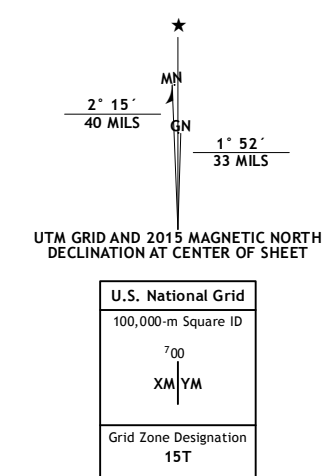 ★
MN
2° 15´
40 MILS
GN
1° 52´
33 MILS
UTM GRID AND 2015 MAGNETIC NORTH
DECLINATION AT CENTER OF SHEET
U.S. National Grid
100,000-m Square ID
⁷00
XM YM
Grid Zone Designation
15T